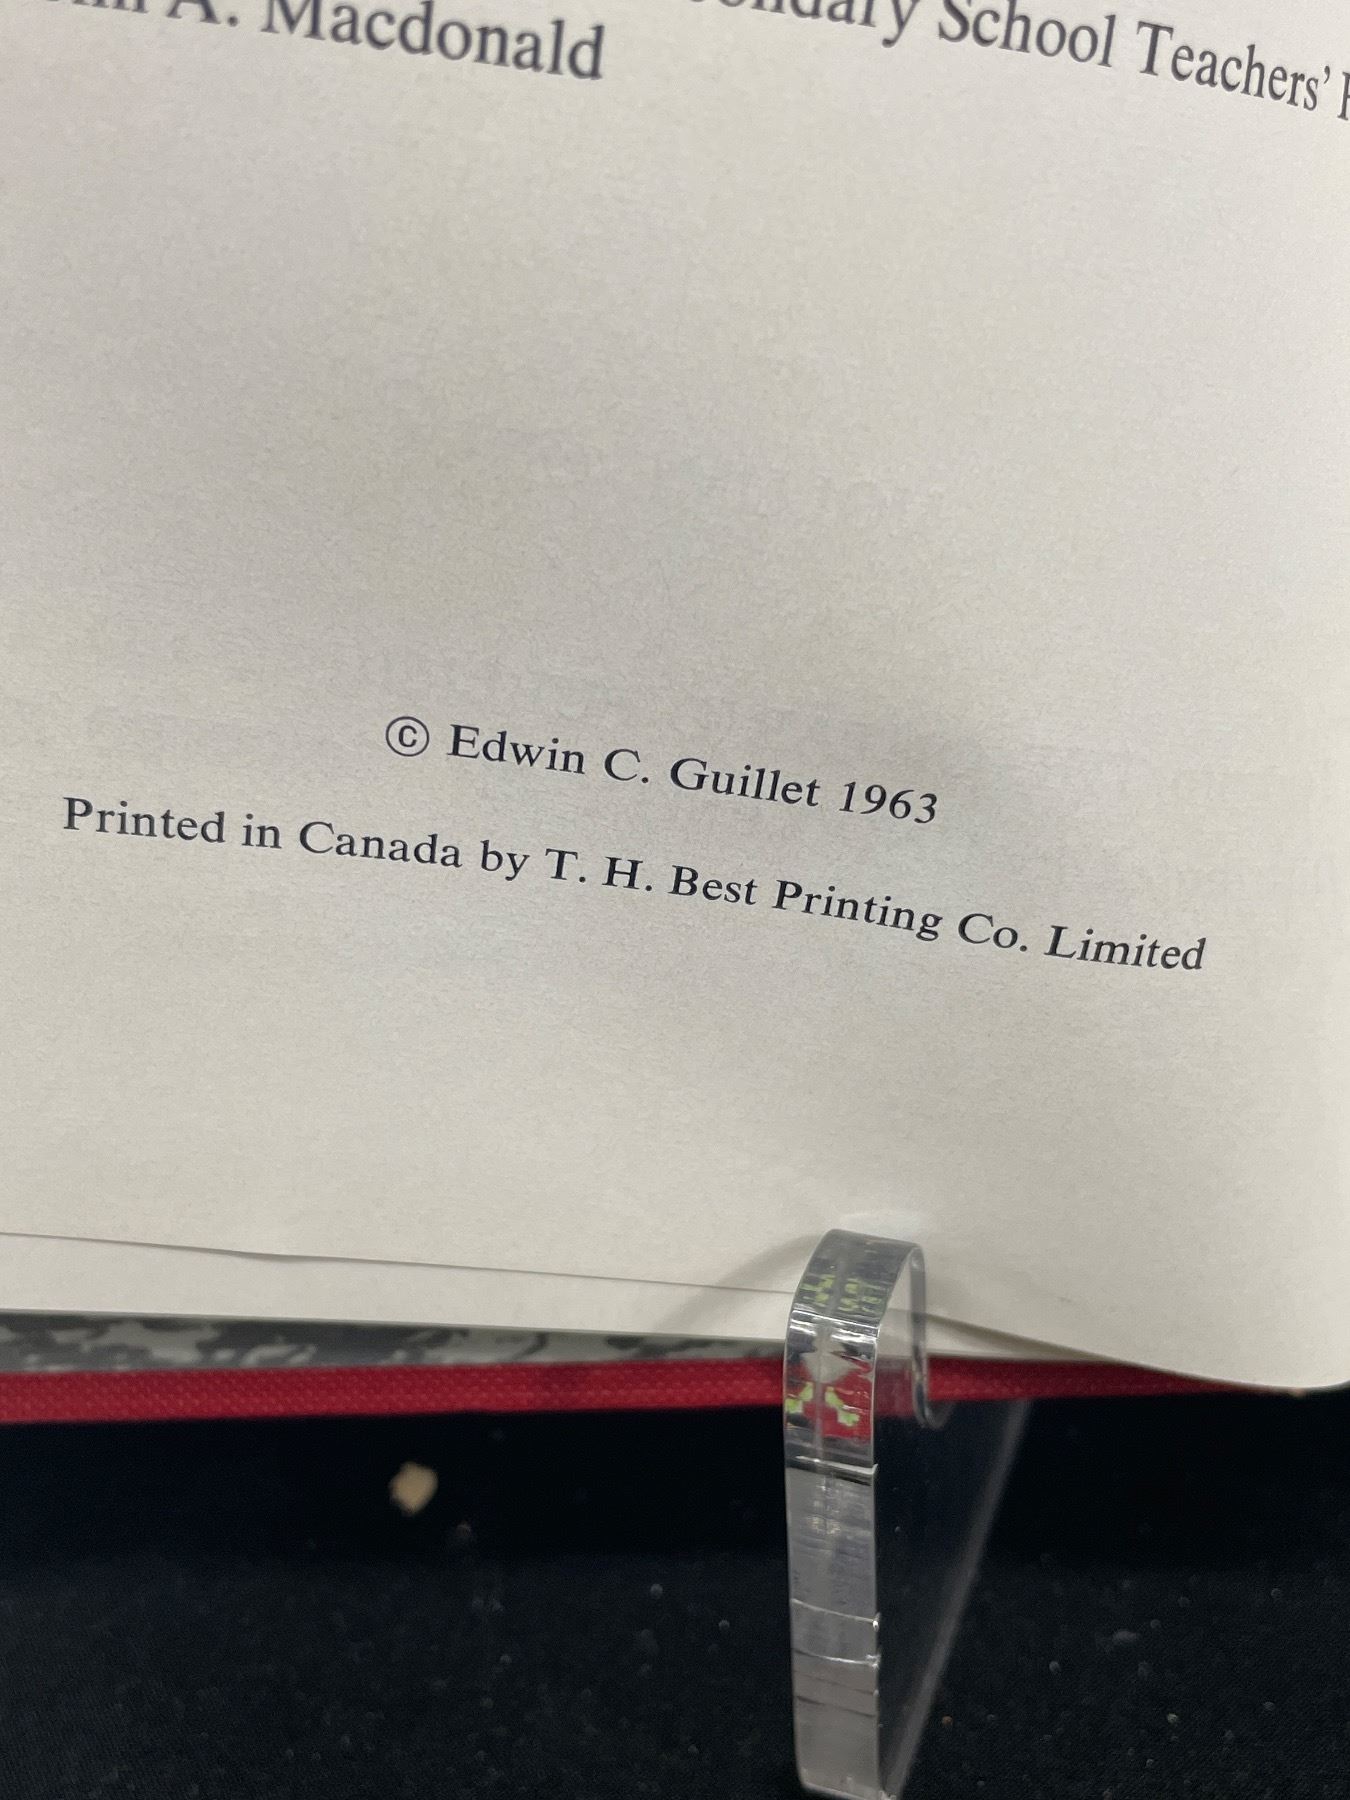 A. Macdonald
School Teachers'
© Edwin C. Guillet 1963
Printed in Canada by T. H. Best Printing Co. Limited